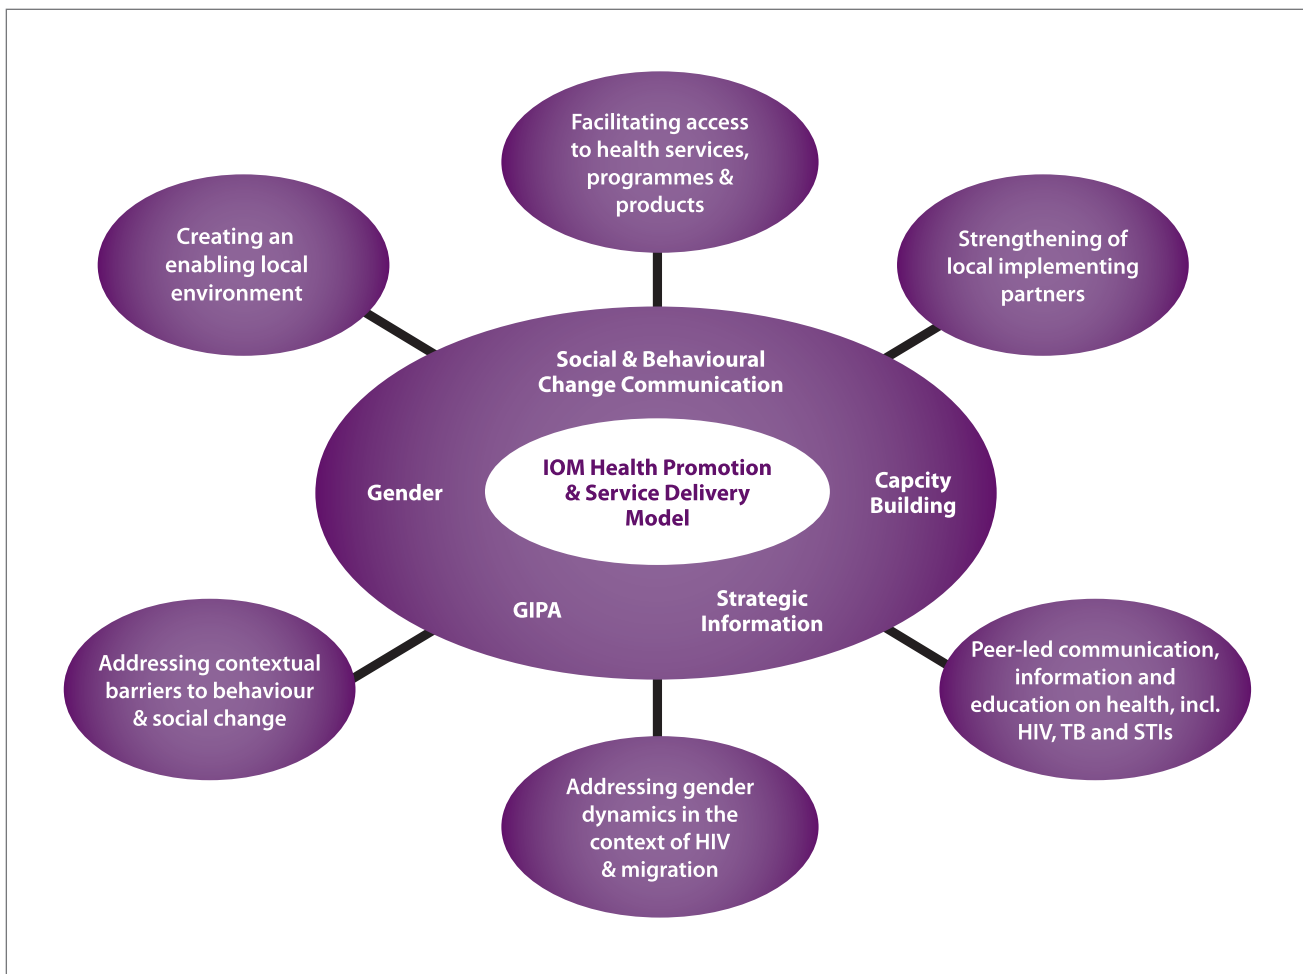 Facilitating access
to health services,
programmes &
products
Creating an
enabling local
environment
Strengthening of
local implementing
partners
Social & Behavioural
Change Communication
IOM Health Promotion
& Service Delivery
Model
Gender
Capcity
Building
GIPA
Strategic
Information
Addressing contextual
barriers to behaviour
& social change
Peer-led communication,
information and
education on health, incl.
HIV, TB and STIs
Addressing gender
dynamics in the
context of HIV
& migration